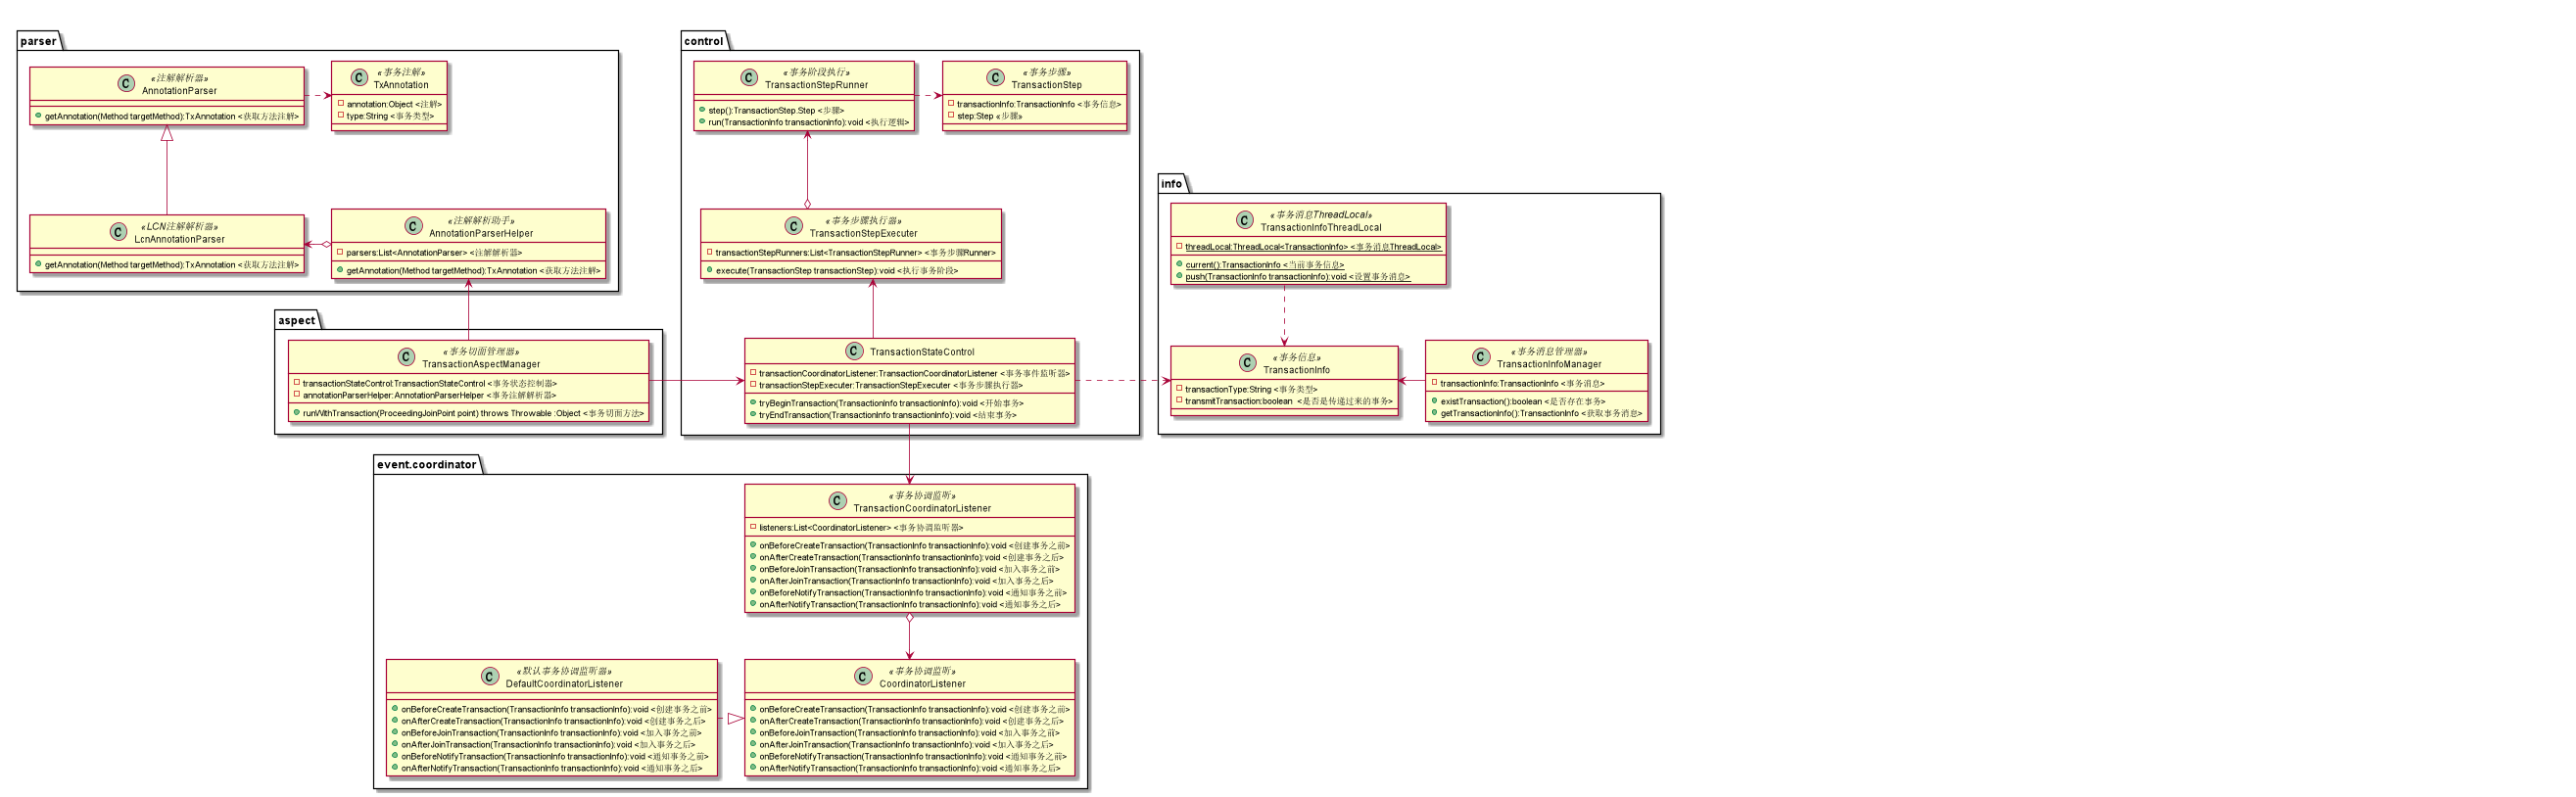 parser
«注解解析器»
AnnotationParser
getAnnotation(Method targetMethod):TxAnnotation <获取方法注解>
«事务注解»
TxAnnotation
annotation:Object <注解>
type:String <事务类型>
«LCN注解解析器»
LcnAnnotationParser
getAnnotation(Method targetMethod):TxAnnotation <获取方法注解>
«注解解析助手»
AnnotationParserHelper
parsers:List<AnnotationParser> <注解解析器>
getAnnotation(Method targetMethod):TxAnnotation <获取方法注解>
aspect
«事务切面管理器»
TransactionAspectManager
transactionStateControl:TransactionStateControl <事务状态控制器>
annotationParserHelper:AnnotationParserHelper <事务注解解析器>
runWithTransaction(ProceedingJoinPoint point) throws Throwable :Object <事务切面方法>
control
«事务阶段执行»
TransactionStepRunner
step():TransactionStep.Step <步骤>
run(TransactionInfo transactionInfo):void <执行逻辑>
«事务步骤»
TransactionStep
transactionInfo:TransactionInfo <事务信息>
step:Step «步骤»
«事务步骤执行器»
TransactionStepExecuter
transactionStepRunners:List<TransactionStepRunner> <事务步骤Runner>
execute(TransactionStep transactionStep):void <执行事务阶段>
TransactionStateControl
transactionCoordinatorListener:TransactionCoordinatorListener <事务事件监听器>
transactionStepExecuter:TransactionStepExecuter <事务步骤执行器>
tryBeginTransaction(TransactionInfo transactionInfo):void <开始事务>
tryEndTransaction(TransactionInfo transactionInfo):void <结束事务>
info
«事务消息ThreadLocal»
TransactionInfoThreadLocal
threadLocal:ThreadLocal<TransactionInfo> <事务消息ThreadLocal>
current():TransactionInfo <当前事务信息>
push(TransactionInfo transactionInfo):void <设置事务消息>
«事务信息»
TransactionInfo
transactionType:String <事务类型>
transmitTransaction:boolean <是否是传递过来的事务>
«事务消息管理器»
TransactionInfoManager
transactionInfo:TransactionInfo <事务消息>
existTransaction():boolean <是否存在事务>
getTransactionInfo():TransactionInfo <获取事务消息>
event.coordinator
«事务协调监听»
TransactionCoordinatorListener
listeners:List<CoordinatorListener> <事务协调监听器>
onBeforeCreateTransaction(TransactionInfo transactionInfo):void <创建事务之前>
onAfterCreateTransaction(TransactionInfo transactionInfo):void <创建事务之后>
onBeforeJoinTransaction(TransactionInfo transactionInfo):void <加入事务之前>
onAfterJoinTransaction(TransactionInfo transactionInfo):void <加入事务之后>
onBeforeNotifyTransaction(TransactionInfo transactionInfo):void <通知事务之前>
onAfterNotifyTransaction(TransactionInfo transactionInfo):void <通知事务之后>
«默认事务协调监听器»
DefaultCoordinatorListener
onBeforeCreateTransaction(TransactionInfo transactionInfo):void <创建事务之前>
onAfterCreateTransaction(TransactionInfo transactionInfo):void <创建事务之后>
onBeforeJoinTransaction(TransactionInfo transactionInfo):void <加入事务之前>
onAfterJoinTransaction(TransactionInfo transactionInfo):void <加入事务之后>
onBeforeNotifyTransaction(TransactionInfo transactionInfo):void <通知事务之前>
onAfterNotifyTransaction(TransactionInfo transactionInfo):void <通知事务之后>
«事务协调监听»
CoordinatorListener
onBeforeCreateTransaction(TransactionInfo transactionInfo):void <创建事务之前>
onAfterCreateTransaction(TransactionInfo transactionInfo):void <创建事务之后>
onBeforeJoinTransaction(TransactionInfo transactionInfo):void <加入事务之前>
onAfterJoinTransaction(TransactionInfo transactionInfo):void <加入事务之后>
onBeforeNotifyTransaction(TransactionInfo transactionInfo):void <通知事务之前>
onAfterNotifyTransaction(TransactionInfo transactionInfo):void <通知事务之后>